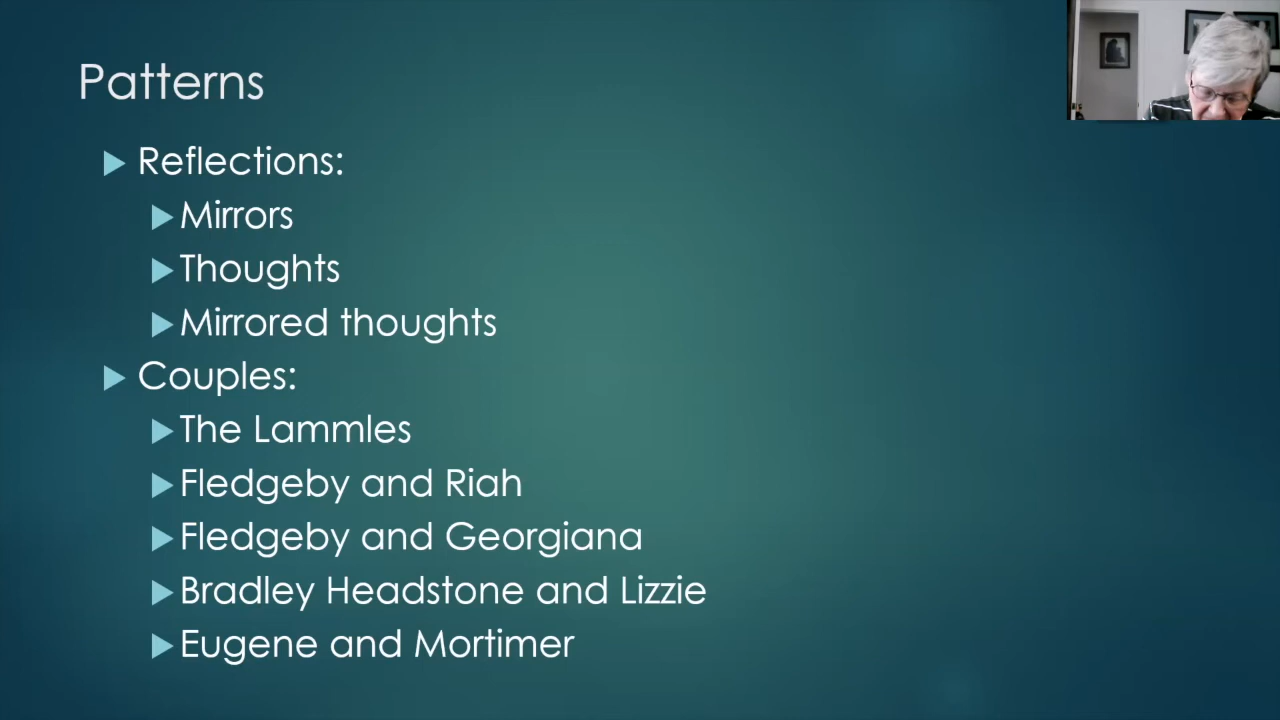 Patterns
Reflections:
Mirrors
Thoughts
Mirrored thoughts
Couples:
The Lammles
Fledgeby and Riah
Fledgeby and Georgiana
Bradley Headstone and Lizzie
Eugene and Mortimer